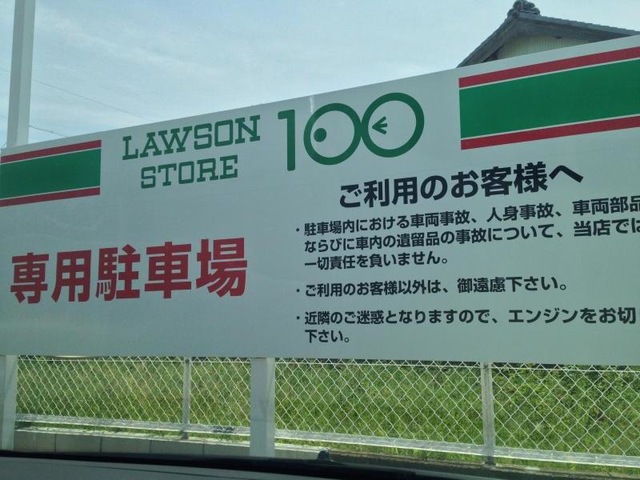 LAWSON
STORE
100
専用駐車場
ご利用のお客様へ
・駐車場内における車両事故、人身事故、車両部品
ならびに車内の遺留品の事故について、当店では
一切責任を負いません。
・ご利用のお客様以外は、御遠慮下さい。
・近隣のご迷惑となりますので、エンジンをお切り
下さい。